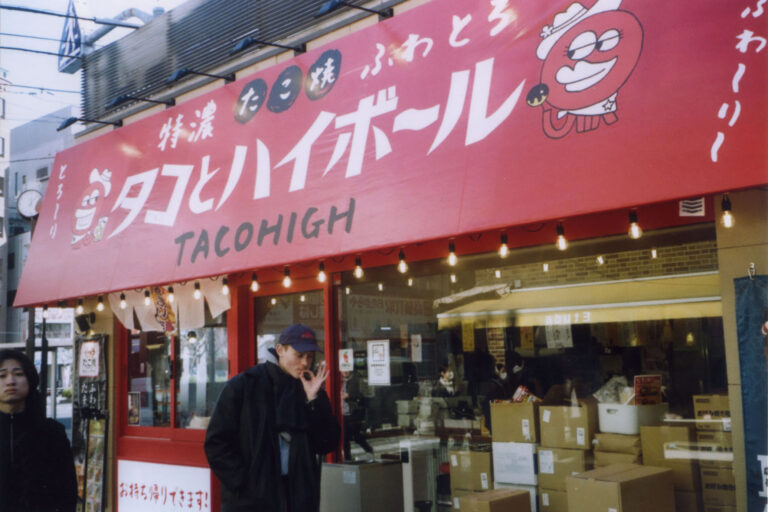 特濃 たこ焼 ふわとろ
タコとハイボール
TACOHIGH
とろ〜り
ふわ〜り〜
お持ち帰りできます!